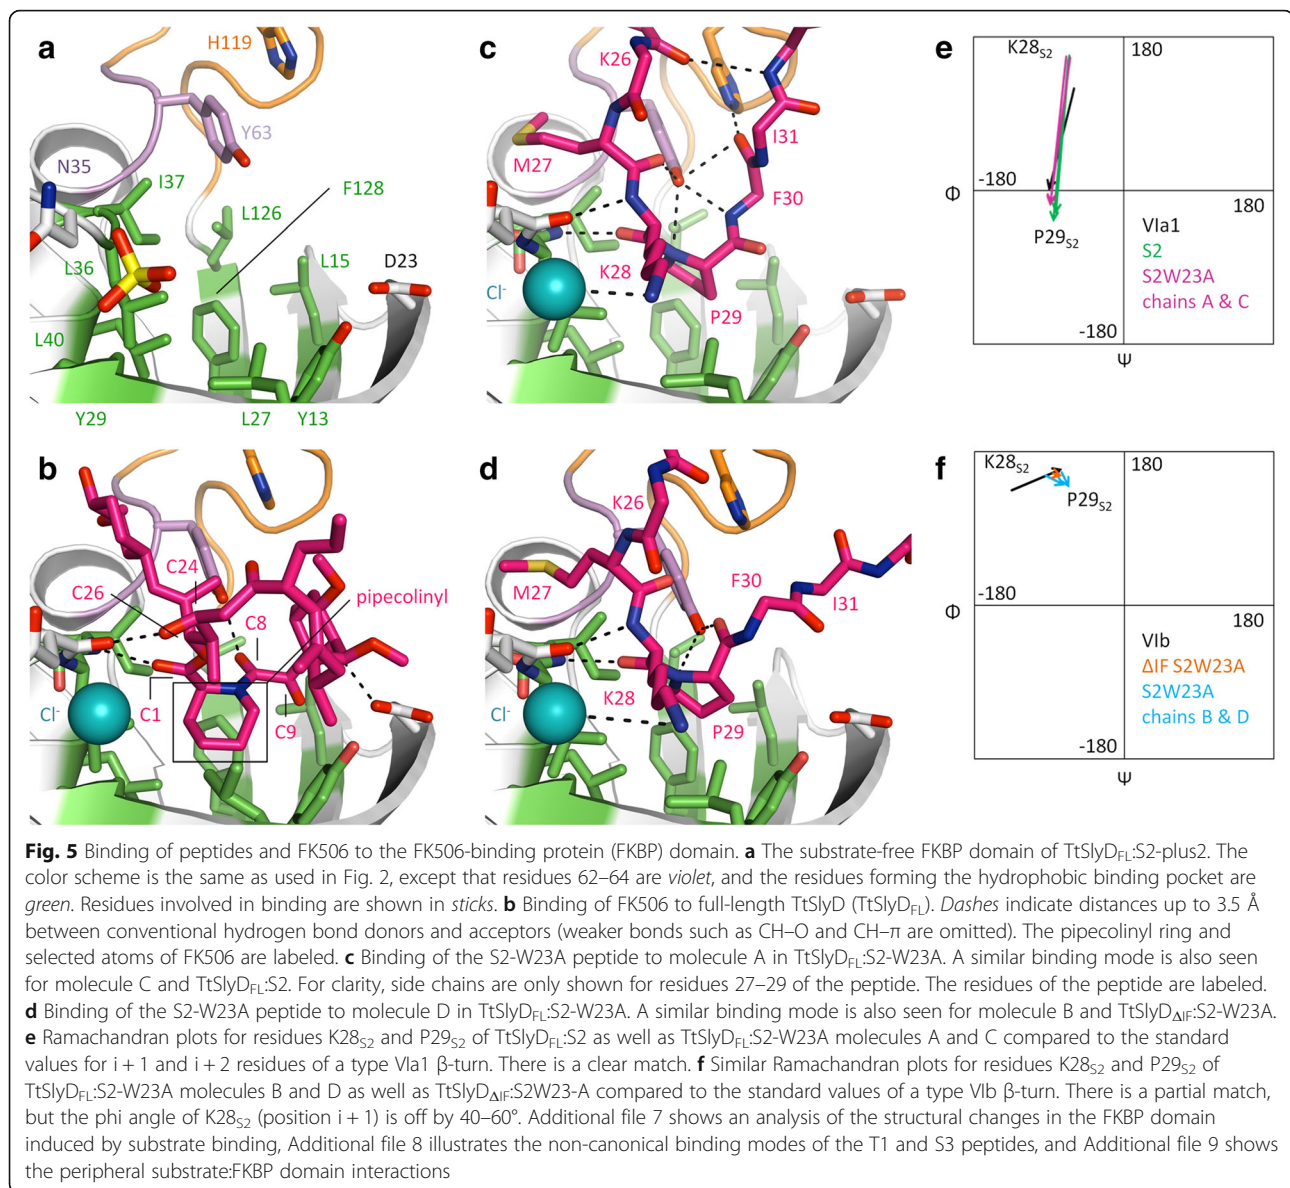 a
H119
Y63
N35
I37
F128
L126
L36
L15
D23
L40
Y29
L27
Y13
c
K26
M27
I31
F30
K28
Cl-
P29
e
K28S2
180
-180
Φ
180
P29S2
VIa1
S2
S2W23A
chains A & C
-180
Ψ
b
C24
C26
pipecolinyl
C8
Cl-
C1
C9
d
K26
M27
F30
I31
K28
Cl-
P29
f
K28S2
180
P29S2
-180
Φ
180
VIb
ΔIF S2W23A
S2W23A
chains B & D
-180
Ψ
Fig. 5 Binding of peptides and FK506 to the FK506-binding protein (FKBP) domain. a The substrate-free FKBP domain of TtSlyDFL:S2-plus2. The
color scheme is the same as used in Fig. 2, except that residues 62–64 are violet, and the residues forming the hydrophobic binding pocket are
green. Residues involved in binding are shown in sticks. b Binding of FK506 to full-length TtSlyD (TtSlyDFL). Dashes indicate distances up to 3.5 Å
between conventional hydrogen bond donors and acceptors (weaker bonds such as CH–O and CH–π are omitted). The pipecolinyl ring and
selected atoms of FK506 are labeled. c Binding of the S2-W23A peptide to molecule A in TtSlyDFL:S2-W23A. A similar binding mode is also seen
for molecule C and TtSlyDFL:S2. For clarity, side chains are only shown for residues 27–29 of the peptide. The residues of the peptide are labeled.
d Binding of the S2-W23A peptide to molecule D in TtSlyDFL:S2-W23A. A similar binding mode is also seen for molecule B and TtSlyDΔIF:S2-W23A.
e Ramachandran plots for residues K28S2 and P29S2 of TtSlyDFL:S2 as well as TtSlyDFL:S2-W23A molecules A and C compared to the standard
values for i + 1 and i + 2 residues of a type VIa1 β-turn. There is a clear match. f Similar Ramachandran plots for residues K28S2 and P29S2 of
TtSlyDFL:S2-W23A molecules B and D as well as TtSlyDΔIF:S2W23-A compared to the standard values of a type VIb β-turn. There is a partial match,
but the phi angle of K28S2 (position i + 1) is off by 40–60°. Additional file 7 shows an analysis of the structural changes in the FKBP domain
induced by substrate binding, Additional file 8 illustrates the non-canonical binding modes of the T1 and S3 peptides, and Additional file 9 shows
the peripheral substrate:FKBP domain interactions